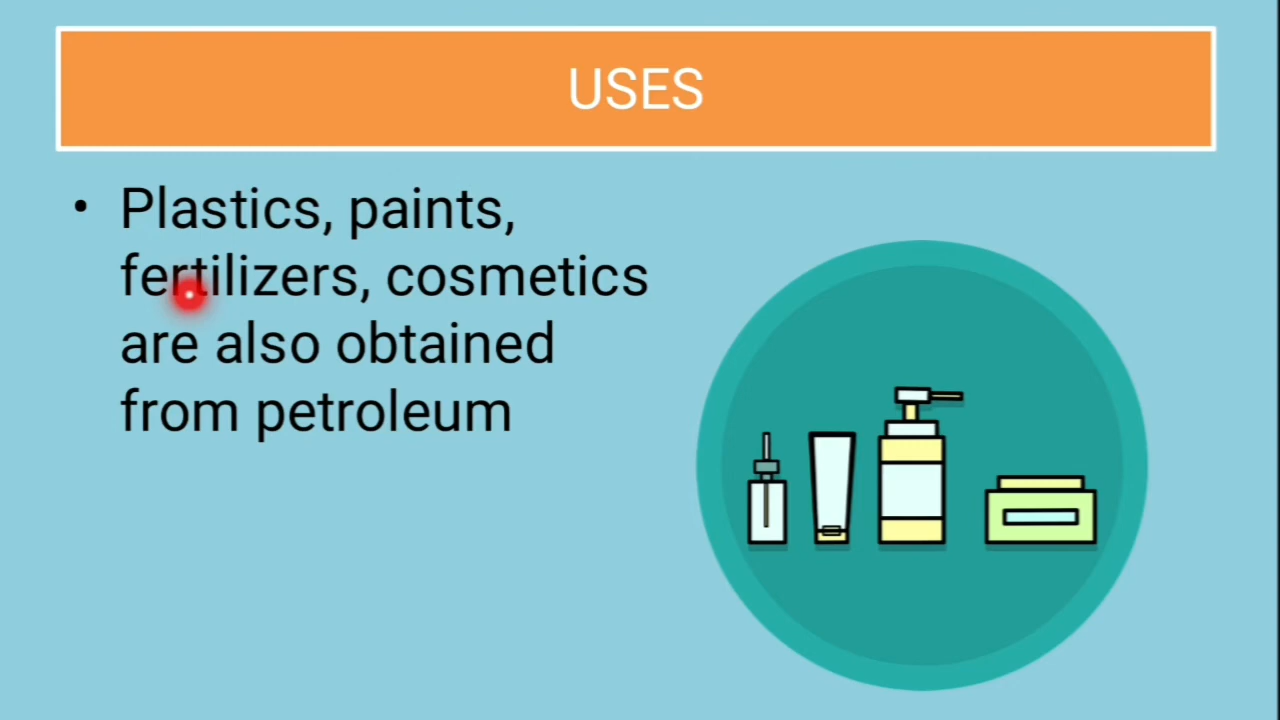 USES
• Plastics, paints,
fertilizers, cosmetics
are also obtained
from petroleum